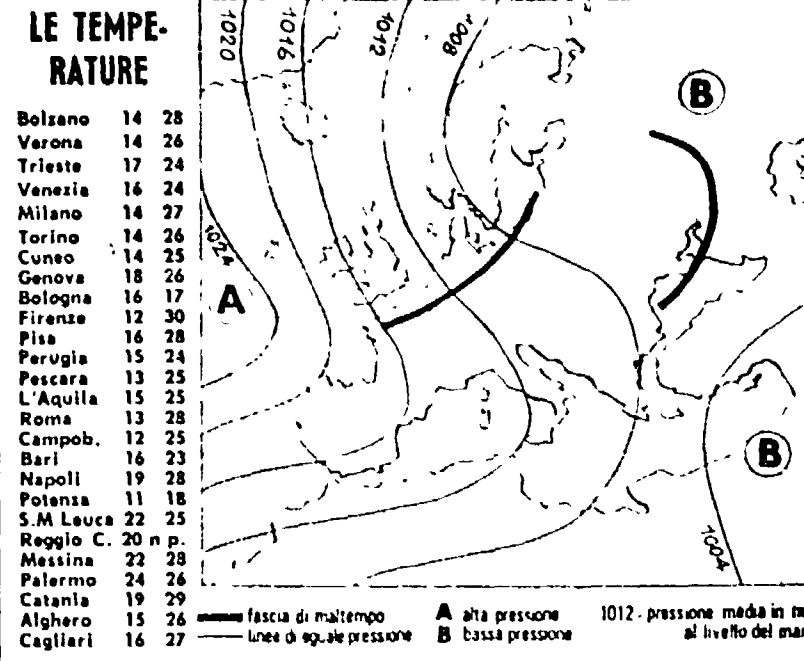 LE TEMPE-
RATURE
Bolzano 14 28
Verona 14 26
Trieste 17 24
Venezia 16 24
Milano 14 27
Torino 14 26
Cuneo 14 25
Genova 18 26
Bologna 16 17
Firenze 12 30
Pisa 16 28
Perugia 15 24
Pescara 13 25
L'Aquila 15 25
Roma 13 28
Campob. 12 25
Bari 16 23
Napoli 19 28
Potenza 11 18
S.M Leuca 22 25
Reggio C. 20 n p.
Messina 22 28
Palermo 24 26
Catania 19 29
Alghero 15 26
Cagliari 16 27
1020
1016
1012
1008
B
1024
A
B
1004
fascia di maltempo
linee di eguale pressione
A alta pressione
B bassa pressione
1012 - pressione media in
al livello del mar